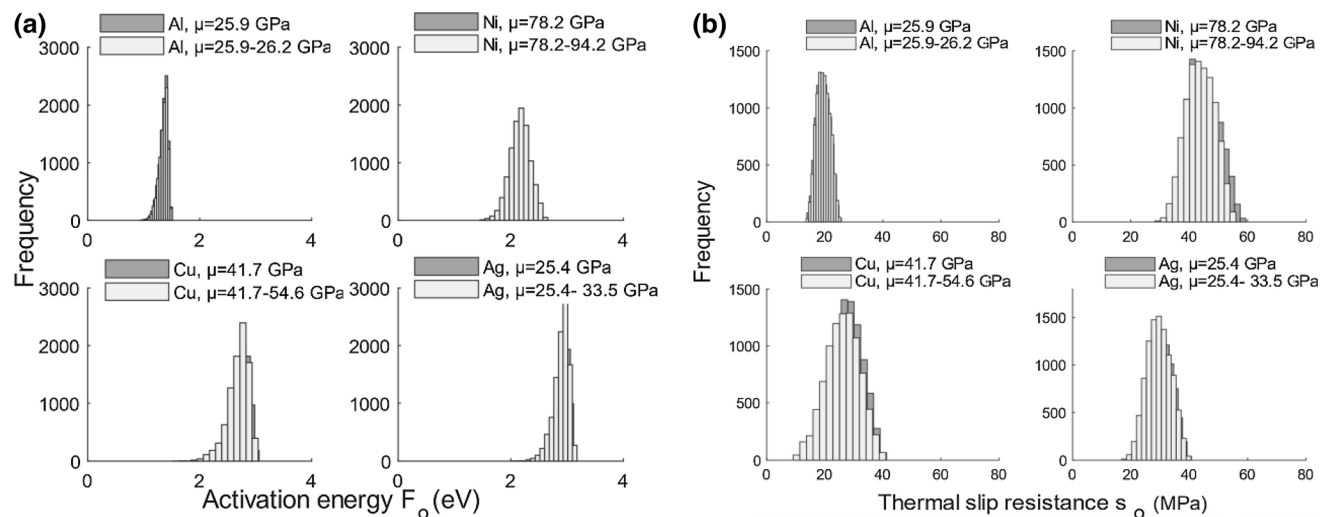 (a)
Al, μ=25.9 GPa
Al, μ=25.9-26.2 GPa
3000
2000
1000
0
0 2 4
Ni, μ=78.2 GPa
Ni, μ=78.2-94.2 GPa
3000
2000
1000
0
0 2 4
Frequency
Cu, μ=41.7 GPa
Cu, μ=41.7-54.6 GPa
3000
2000
1000
0
0 2 4
Ag, μ=25.4 GPa
Ag, μ=25.4- 33.5 GPa
3000
2000
1000
0
0 2 4
Activation energy F_o (eV)
(b)
Al, μ=25.9 GPa
Al, μ=25.9-26.2 GPa
1500
1000
500
0
0 20 40 60 80
Ni, μ=78.2 GPa
Ni, μ=78.2-94.2 GPa
1500
1000
500
0
0 20 40 60 80
Frequency
Cu, μ=41.7 GPa
Cu, μ=41.7-54.6 GPa
1500
1000
500
0
0 20 40 60 80
Ag, μ=25.4 GPa
Ag, μ=25.4- 33.5 GPa
1500
1000
500
0
0 20 40 60 80
Thermal slip resistance s_o (MPa)